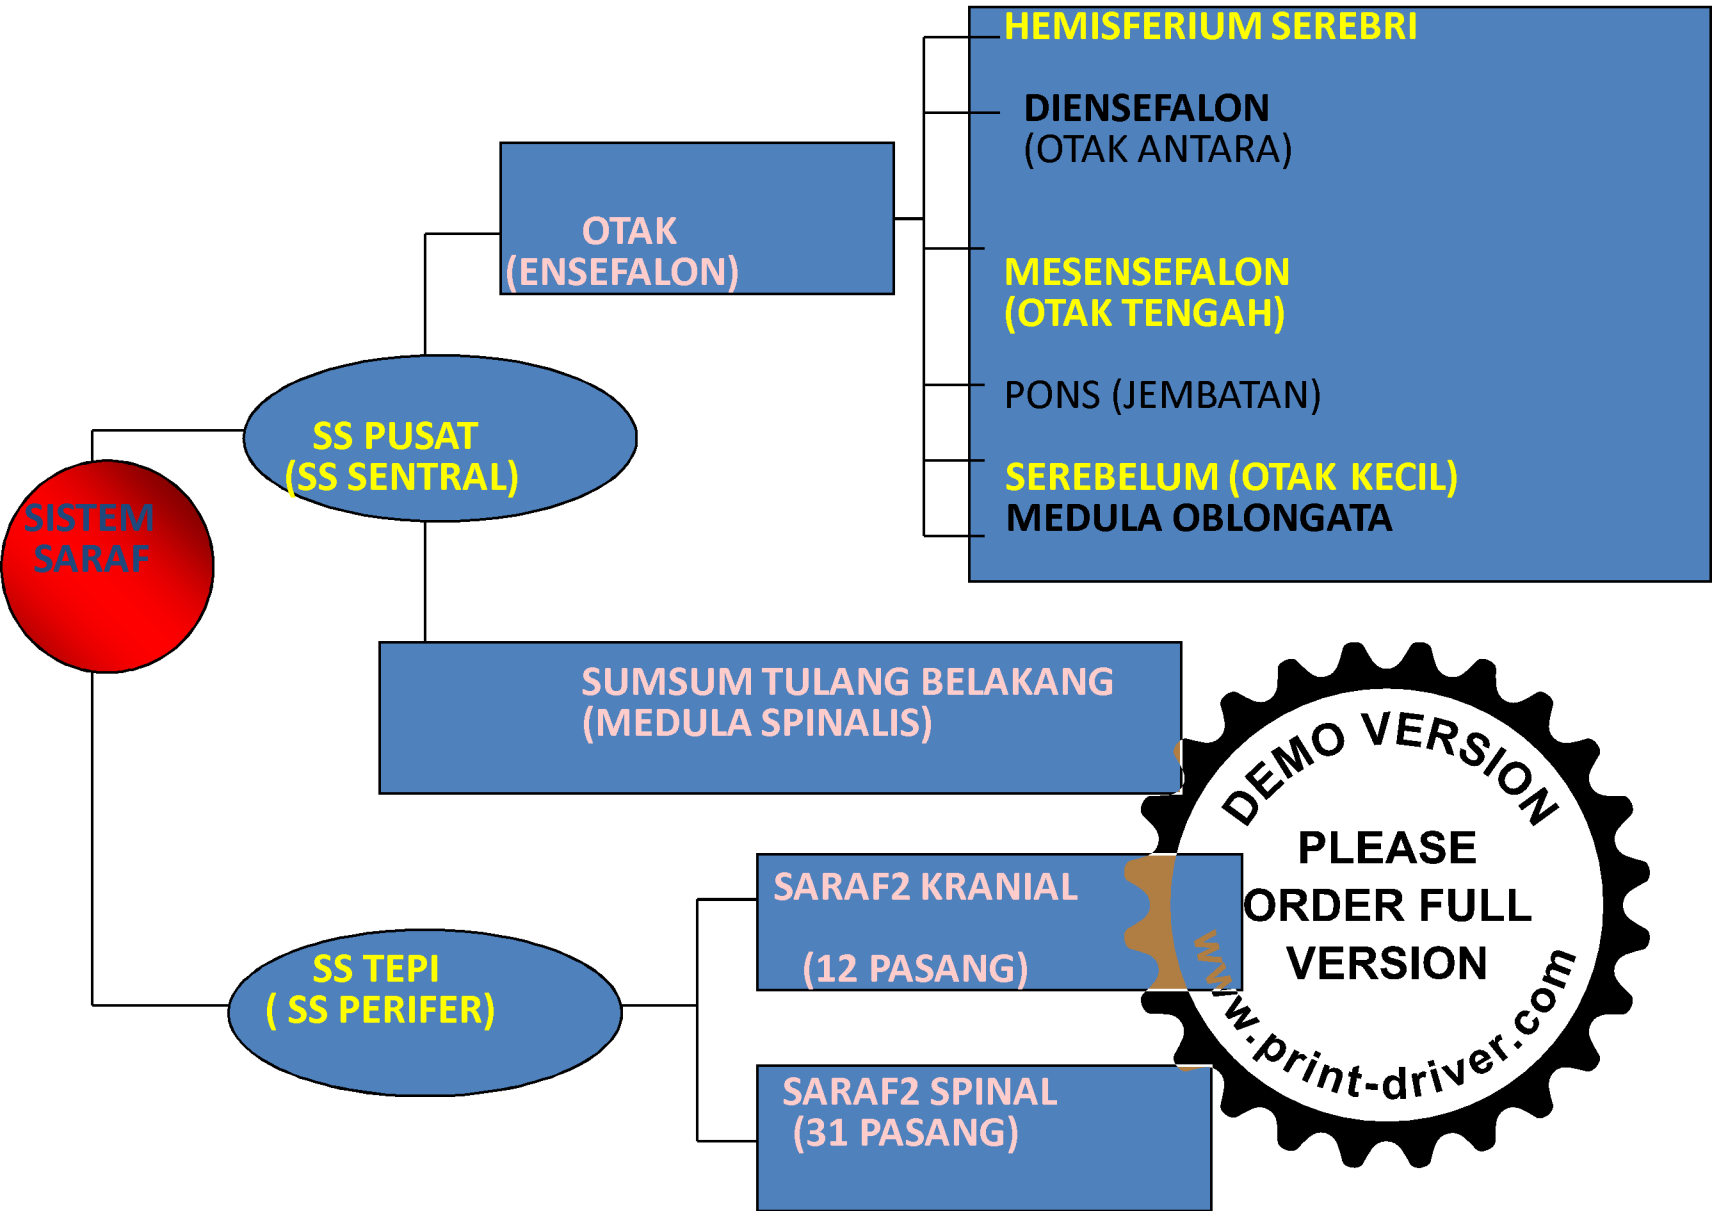 HEMISFERIUM SEREBRI
DIENSEFALON
(OTAK ANTARA)
OTAK
(ENSEFALON)
MESENSEFALON
(OTAK TENGAH)
PONS (JEMBATAN)
SS PUSAT
(SS SENTRAL)
SEREBELUM (OTAK KECIL)
MEDULA OBLONGATA
SISTEM
SARAF
SUMSUM TULANG BELAKANG
(MEDULA SPINALIS)
SARAF2 KRANIAL
(12 PASANG)
SS TEPI
( SS PERIFER)
SARAF2 SPINAL
(31 PASANG)
DEMO VERSION
PLEASE
ORDER FULL
VERSION
www.print-driver.com